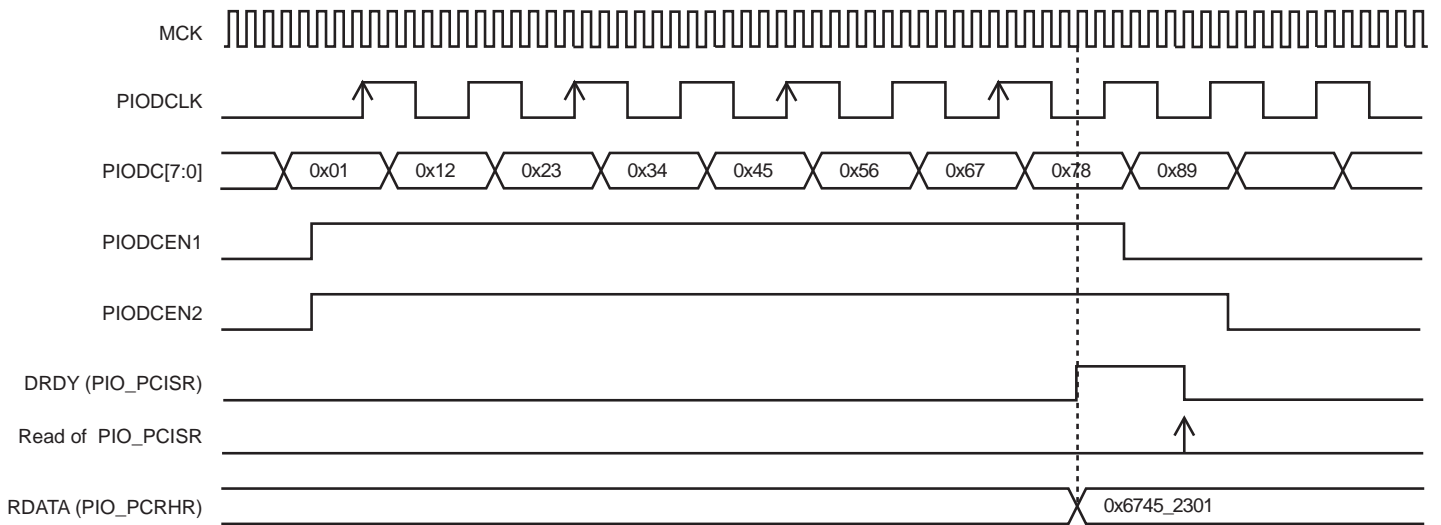 MCK
PIODCLK
PIODC[7:0] 0x01 0x12 0x23 0x34 0x45 0x56 0x67 0x78 0x89
PIODCEN1
PIODCEN2
DRDY (PIO_PCISR)
Read of PIO_PCISR
RDATA (PIO_PCRHR) 0x6745_2301